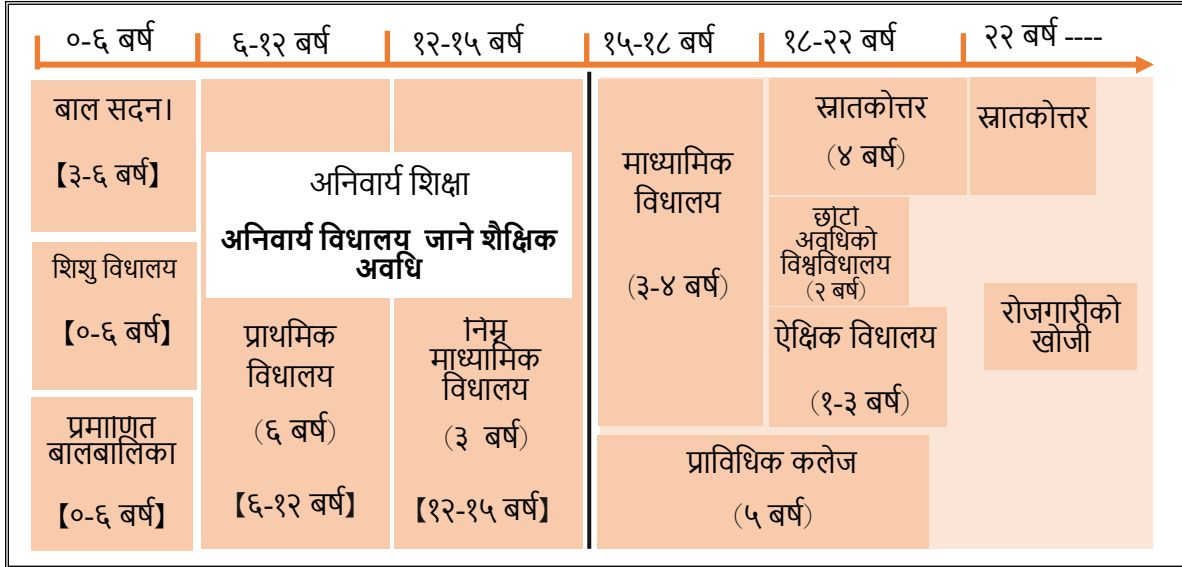 ०-६ बर्ष
६-१२ बर्ष
१२-१५ बर्ष
१५-१८ बर्ष
१८-२२ बर्ष
२२ बर्ष ----
बाल सदन।
【३-६ बर्ष】
शिशु विधालय
【०-६ बर्ष】
प्रमाणित
बालबालिका
【०-६ बर्ष】
अनिवार्य शिक्षा
अनिवार्य विधालय जाने शैक्षिक
अवधि
प्राथमिक
विधालय
(६ बर्ष)
【६-१२ बर्ष】
निम्न
माध्यामिक
विधालय
(३ बर्ष)
【१२-१५ बर्ष】
माध्यामिक
विधालय
(३-४ बर्ष)
स्नातकोत्तर
(४ बर्ष)
छोटो
अवधिको
विश्वविधालय
(२ बर्ष)
ऐक्षिक विधालय
(१-३ बर्ष)
प्राविधिक कलेज
(५ बर्ष)
स्नातकोत्तर
रोजगारीको
खोजी